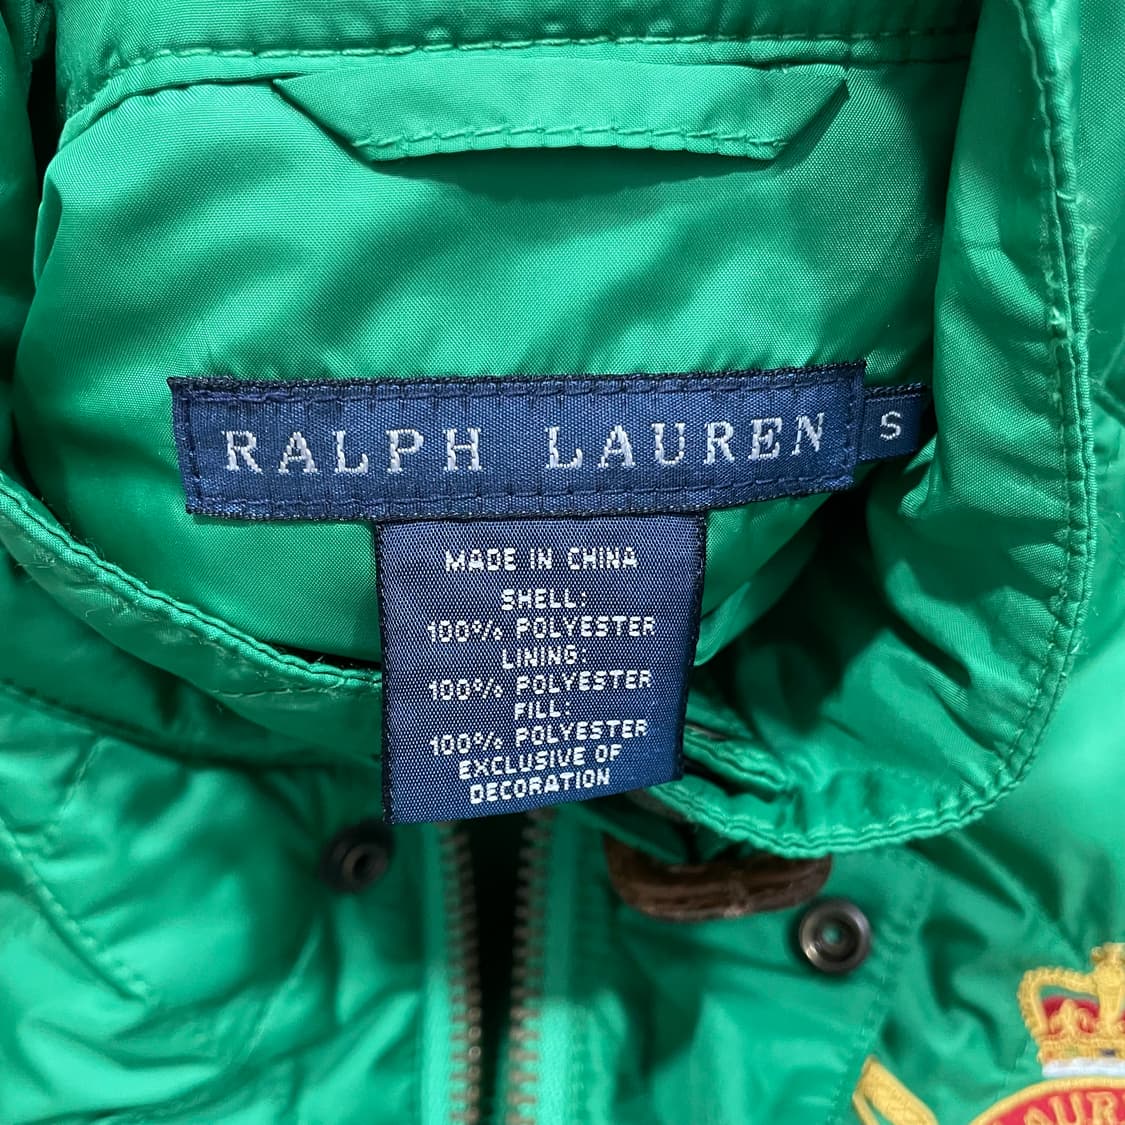 RALPH LAUREN
S
MADE IN CHINA
SHELL:
100% POLYESTER
LINING:
100% POLYESTER
FILL:
100% POLYESTER
EXCLUSIVE OF
DECORATION